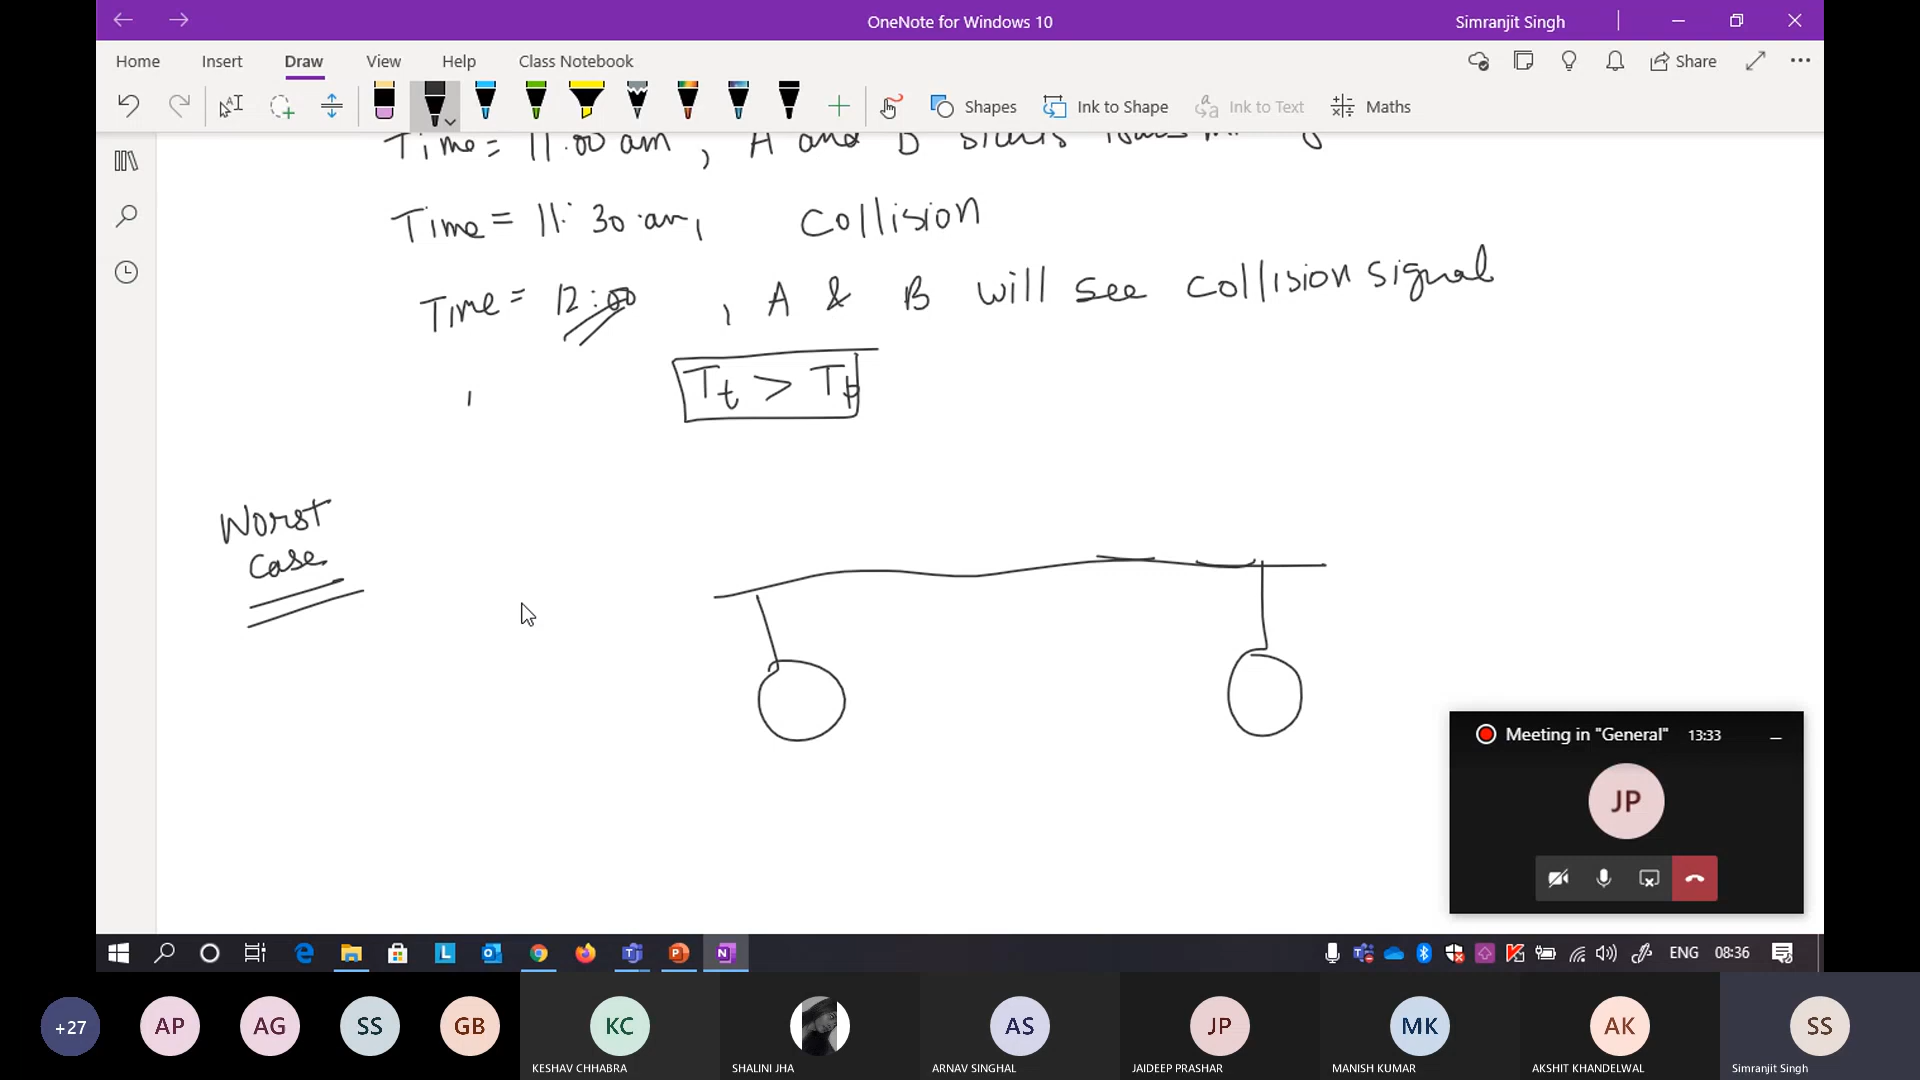 OneNote for Windows 10
Simranjit Singh
Home Insert Draw View Help Class Notebook
Share
Shapes Ink to Shape Ink to Text Maths
Time = 11:00 am, A and B starts
Time = 11:30 am, Collision
Time = 12:00 , A & B will see collision signal
Tt > Tp
Worst
Case
Meeting in "General" 13:33
JP
ENG 08:36
+27 AP AG SS GB KC AS JP MK AK SS
KESHAV CHHABRA SHALINI JHA ARNAV SINGHAL JAIDEEP PRASHAR MANISH KUMAR AKSHIT KHANDELWAL Simranjit Singh